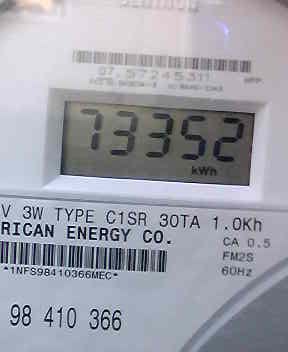 73352
kWh
V 3W TYPE C1SR 30TA 1.0Kh
RICAN ENERGY CO.
CA 0.5
FM2S
60Hz
*1NFS98410366MEC*
98 410 366